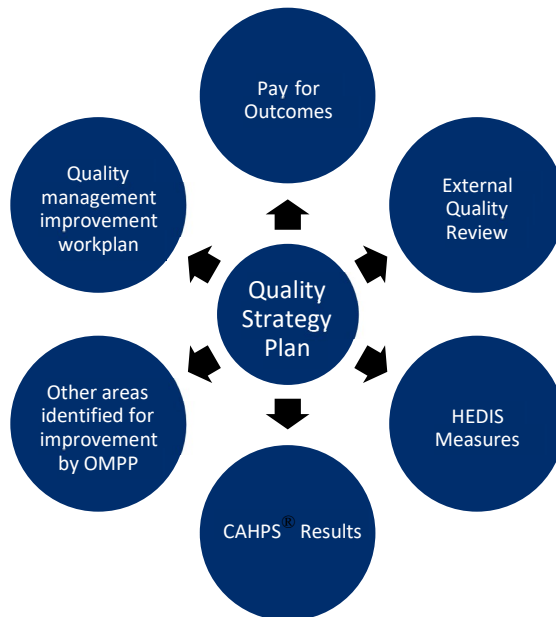 Pay for
Outcomes
Quality
management
improvement
workplan
External
Quality
Review
Quality
Strategy
Plan
Other areas
identified for
improvement
by OMPP
HEDIS
Measures
CAHPS® Results